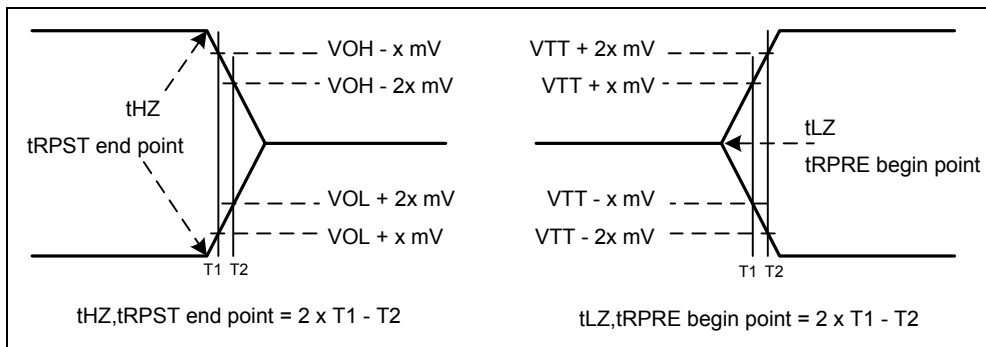 VOH - x mV
VOH - 2x mV
tHZ
tRPST end point
VOL + 2x mV
VOL + x mV
T1 T2
tHZ,tRPST end point = 2 x T1 - T2
VTT + 2x mV
VTT + x mV
tLZ
tRPRE begin point
VTT - x mV
VTT - 2x mV
T1 T2
tLZ,tRPRE begin point = 2 x T1 - T2